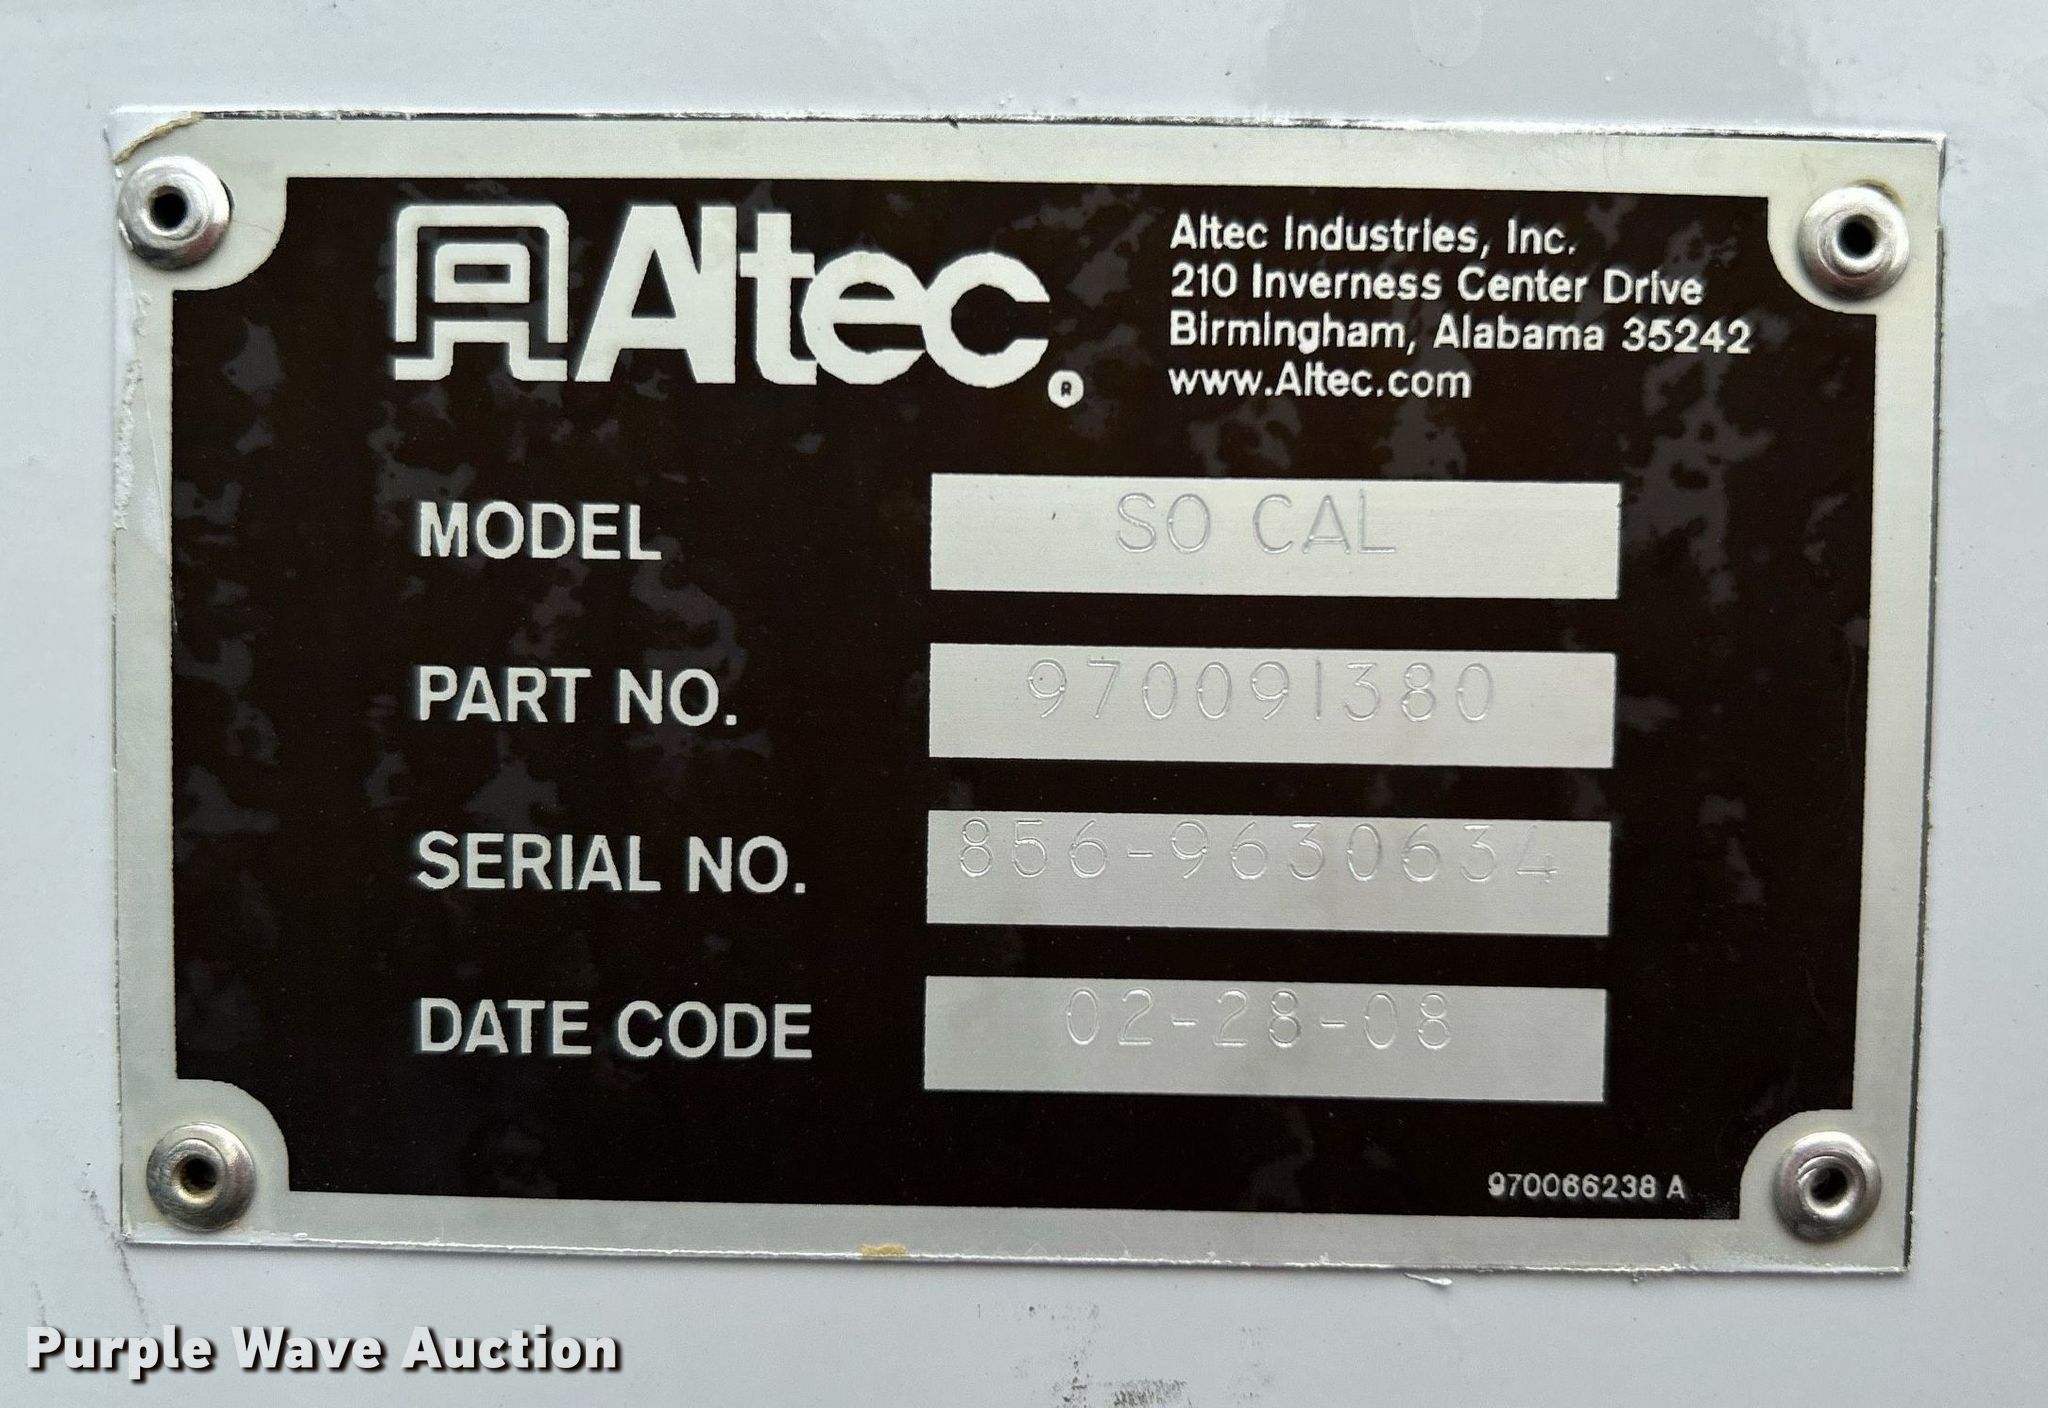 Altec®
Altec Industries, Inc.
210 Inverness Center Drive
Birmingham, Alabama 35242
www.Altec.com
MODEL SO CAL
PART NO. 970091380
SERIAL NO. 856-9630634
DATE CODE 02-28-08
970066238 A
Purple Wave Auction